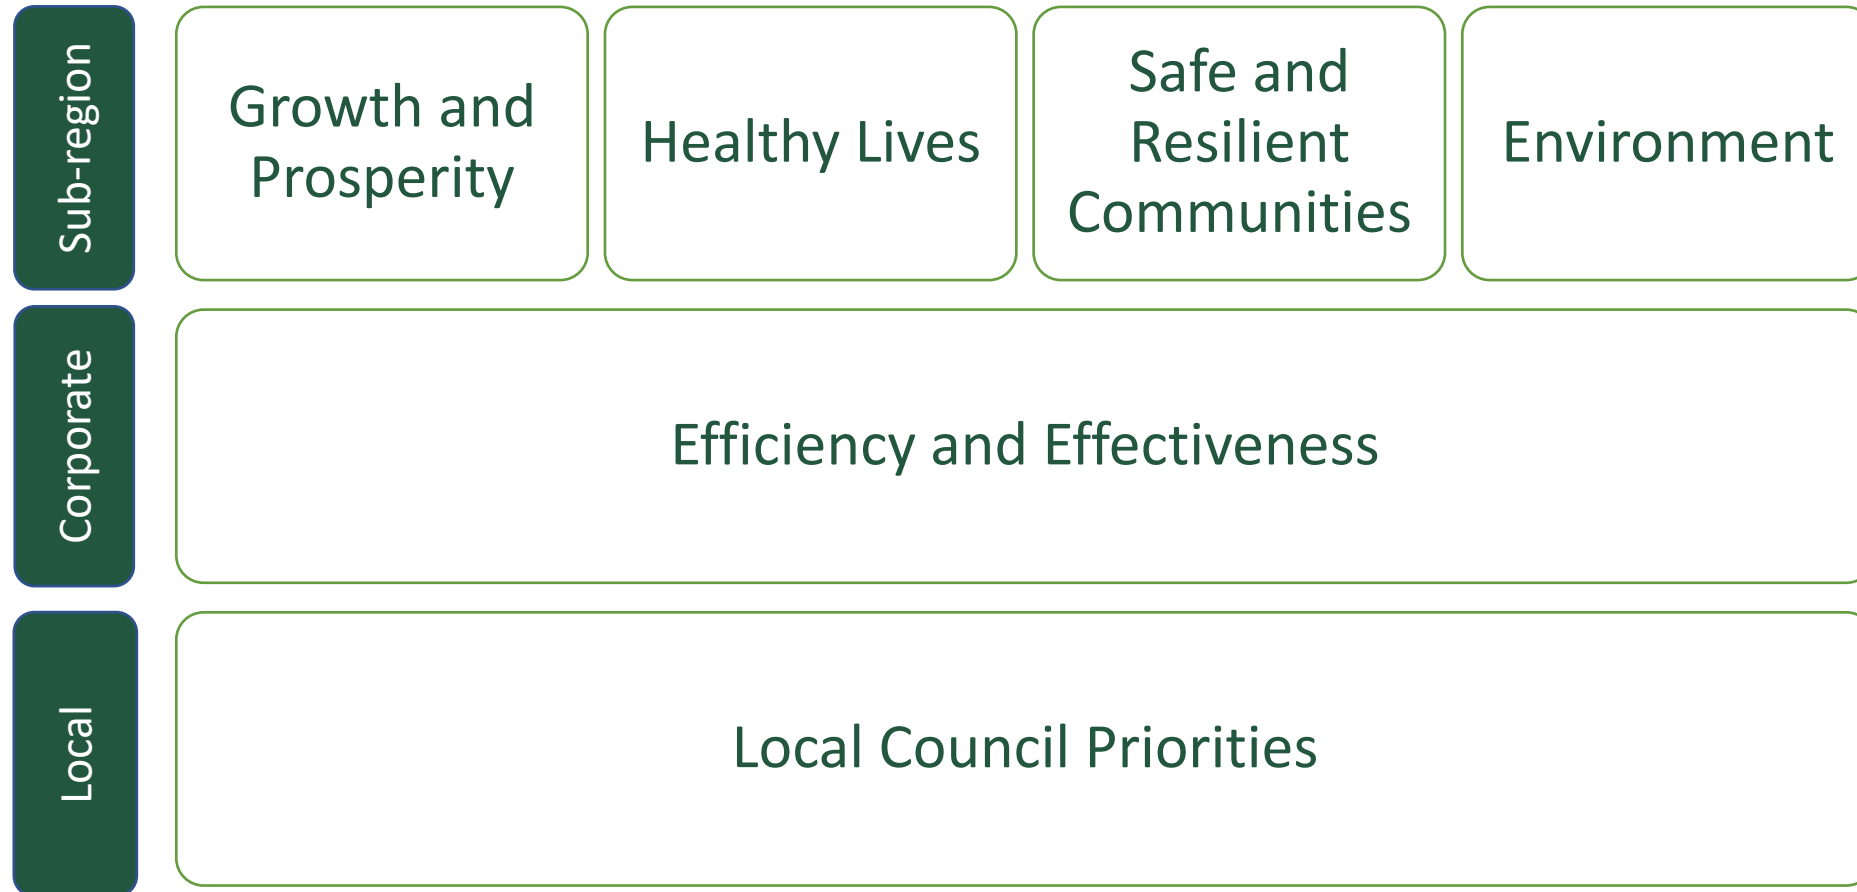 Sub-region
Growth and
Prosperity
Healthy Lives
Safe and
Resilient
Communities
Environment
Corporate
Efficiency and Effectiveness
Local
Local Council Priorities